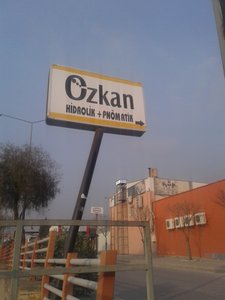 Özkan
HİDROLİK + PNÖMATİK